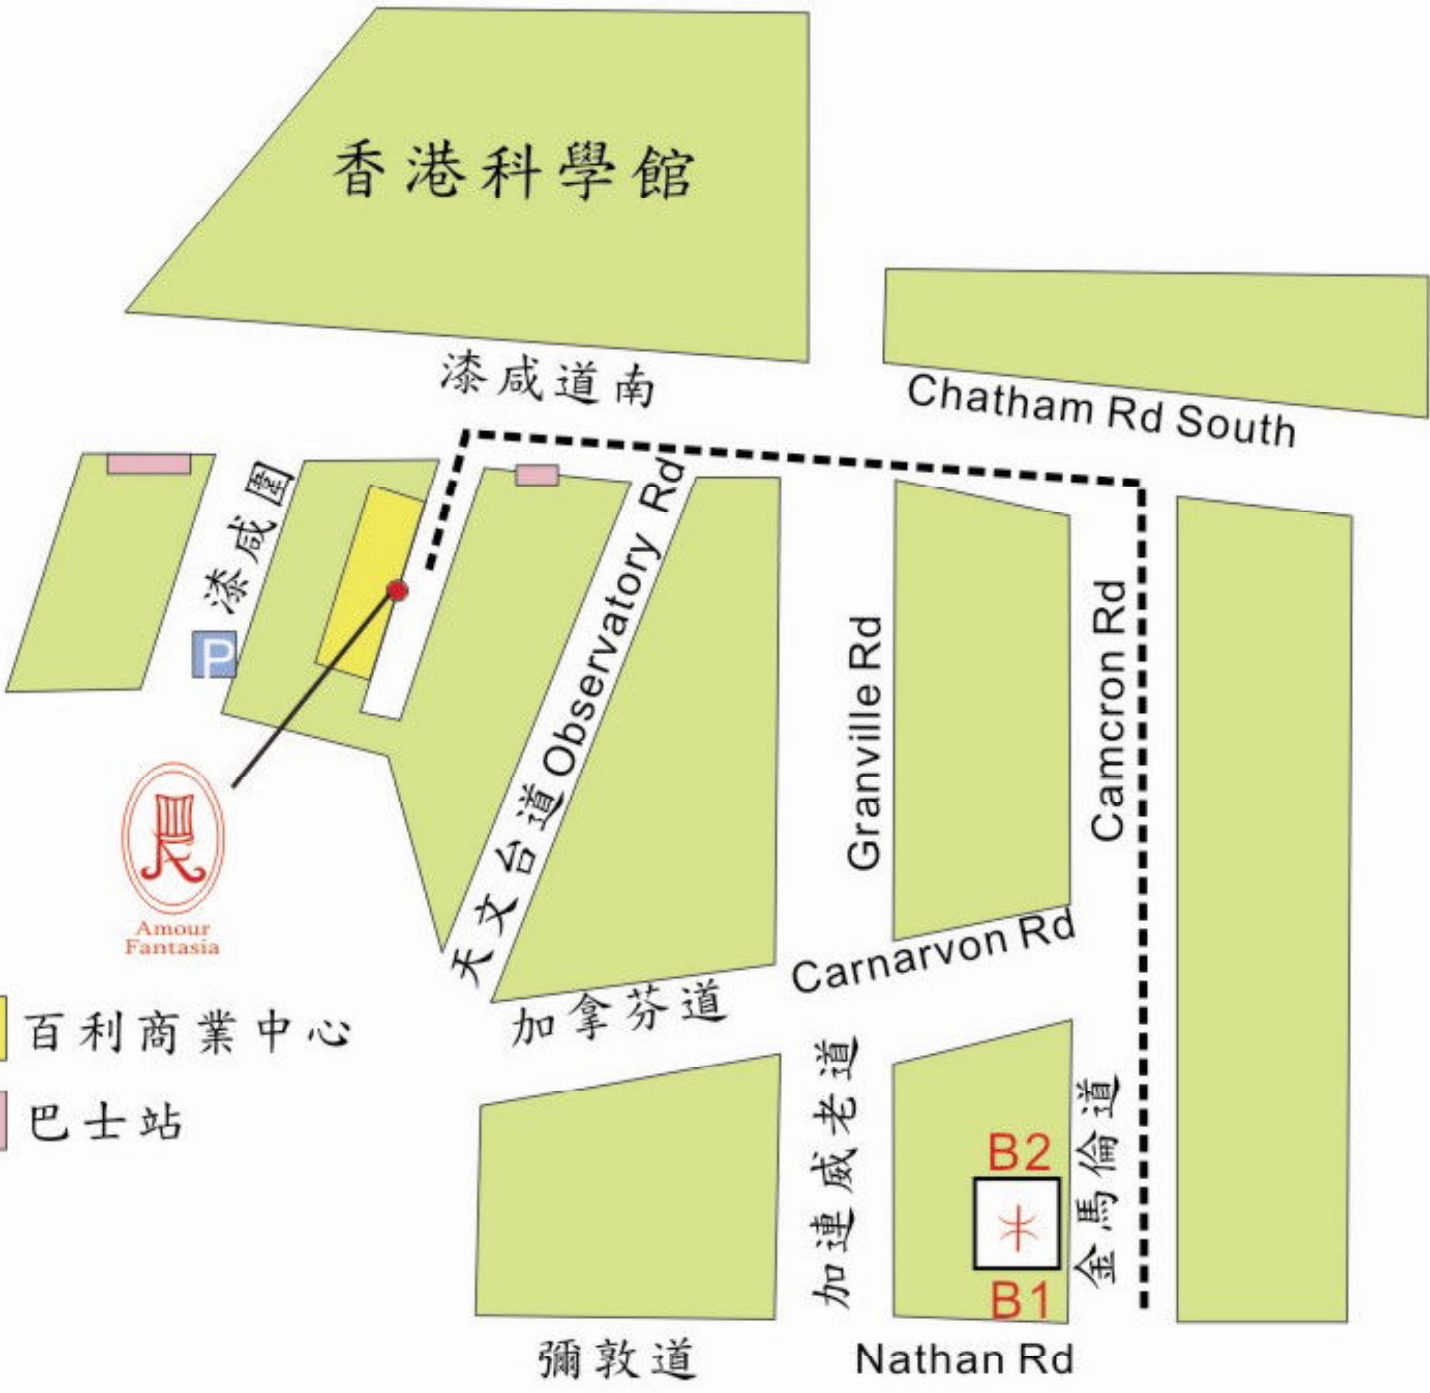 香港科學館
漆咸道南
Chatham Rd South
漆咸圍
P
天文台道 Observatory Rd
Granville Rd
Camcron Rd
Amour
Fantasia
加拿芬道
Carnarvon Rd
百利商業中心
巴士站
加連威老道
金馬倫道
B2
B1
彌敦道
Nathan Rd